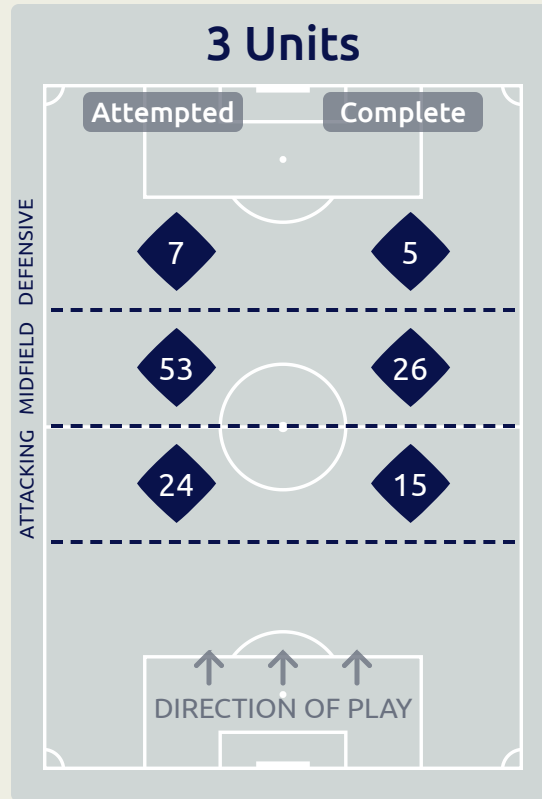 3 Units
Attempted Complete
DEFENSIVE
7 5
MIDFIELD
53 26
ATTACKING
24 15
DIRECTION OF PLAY